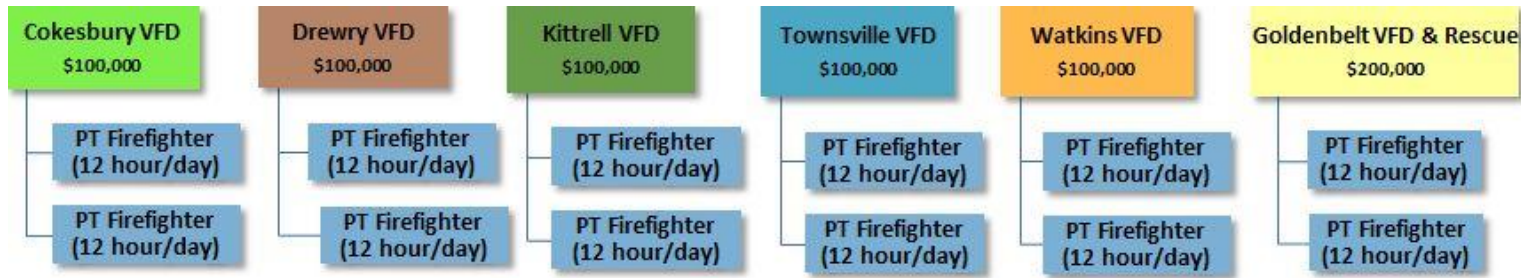 Cokesbury VFD
$100,000
PT Firefighter
(12 hour/day)
PT Firefighter
(12 hour/day)
Drewry VFD
$100,000
PT Firefighter
(12 hour/day)
PT Firefighter
(12 hour/day)
Kittrell VFD
$100,000
PT Firefighter
(12 hour/day)
PT Firefighter
(12 hour/day)
Townsville VFD
$100,000
PT Firefighter
(12 hour/day)
PT Firefighter
(12 hour/day)
Watkins VFD
$100,000
PT Firefighter
(12 hour/day)
PT Firefighter
(12 hour/day)
Goldenbelt VFD & Rescue
$200,000
PT Firefighter
(12 hour/day)
PT Firefighter
(12 hour/day)